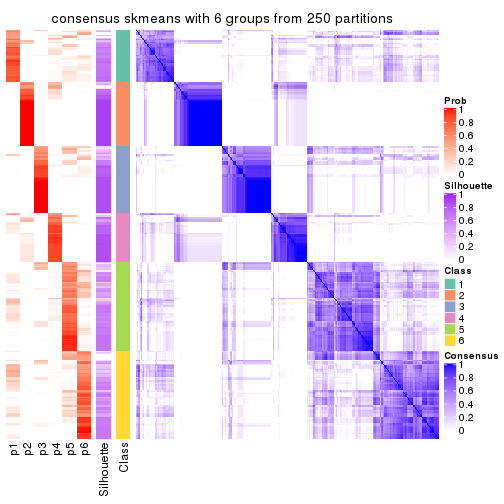 consensus skmeans with 6 groups from 250 partitions
Prob
1
0.8
0.6
0.4
0.2
0
Silhouette
1
0.8
0.6
0.4
0.2
0
Class
1
2
3
4
5
6
Consensus
1
0.8
0.6
0.4
0.2
0
p1
p2
p3
p4
p5
p6
Silhouette
Class